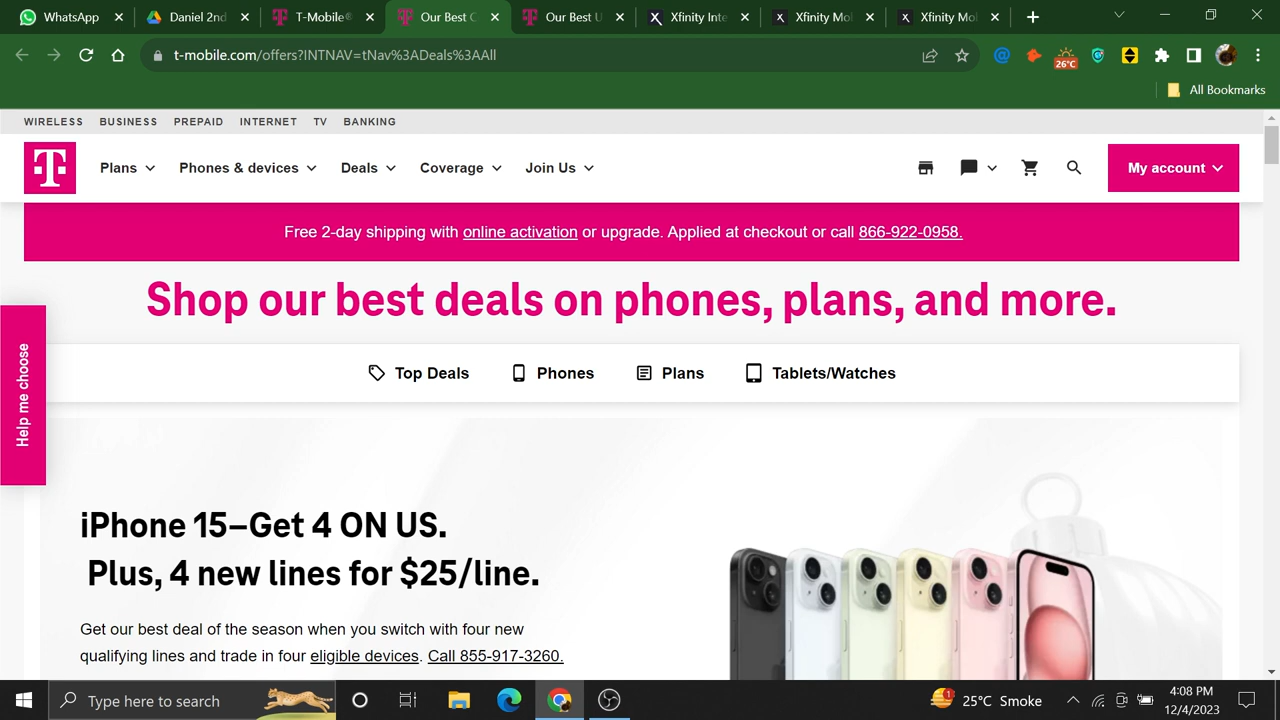 WhatsApp
Daniel 2nd
T-Mobile®
Our Best C
Our Best U
Xfinity Inte
Xfinity Mo
Xfinity Mo
t-mobile.com/offers?INTNAV=tNav%3ADeals%3AAll
26°C
All Bookmarks
WIRELESS BUSINESS PREPAID INTERNET TV BANKING
T Plans Phones & devices Deals Coverage Join Us My account
Free 2-day shipping with online activation or upgrade. Applied at checkout or call 866-922-0958.
Shop our best deals on phones, plans, and more.
Help me choose
Top Deals Phones Plans Tablets/Watches
iPhone 15–Get 4 ON US.
Plus, 4 new lines for $25/line.
Get our best deal of the season when you switch with four new
qualifying lines and trade in four eligible devices. Call 855-917-3260.
Type here to search
1
25°C Smoke
4:08 PM
12/4/2023